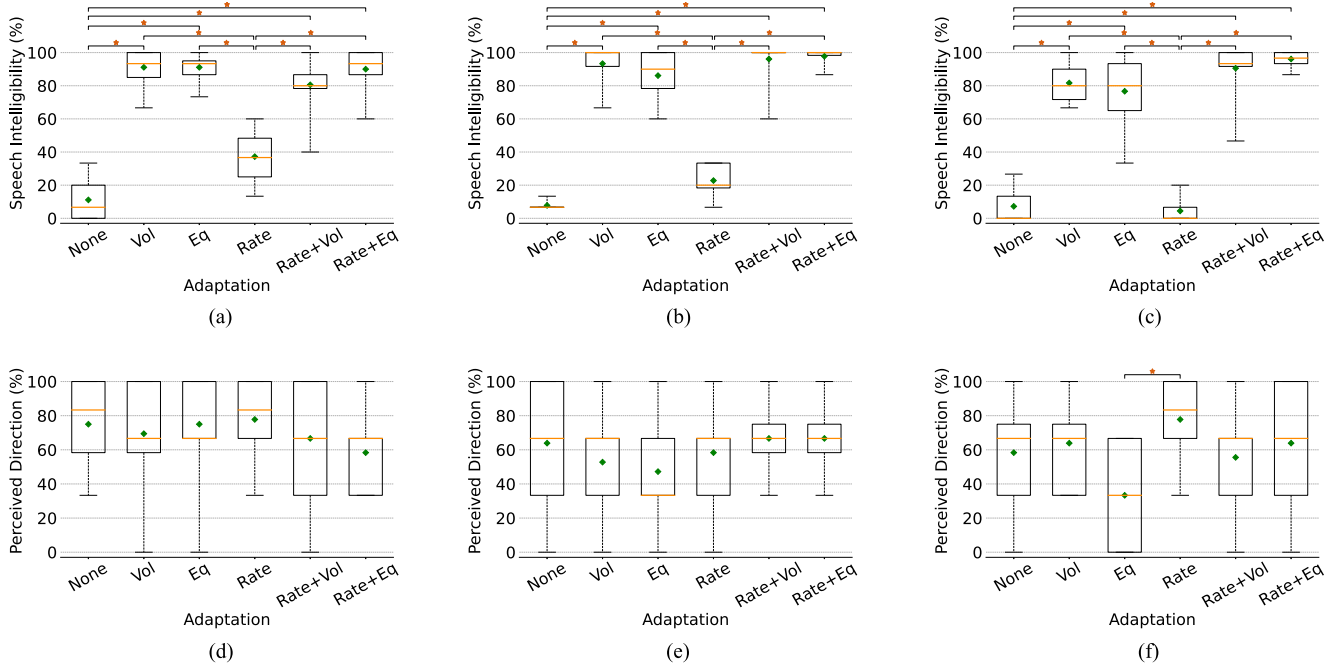 Speech Intelligibility (%)
100
80
60
40
20
0
None
Vol
Eq
Rate
Rate+Vol
Rate+Eq
Adaptation
(a)
Speech Intelligibility (%)
100
80
60
40
20
0
None
Vol
Eq
Rate
Rate+Vol
Rate+Eq
Adaptation
(b)
Speech Intelligibility (%)
100
80
60
40
20
0
None
Vol
Eq
Rate
Rate+Vol
Rate+Eq
Adaptation
(c)
Perceived Direction (%)
100
80
60
40
20
0
None
Vol
Eq
Rate
Rate+Vol
Rate+Eq
Adaptation
(d)
Perceived Direction (%)
100
80
60
40
20
0
None
Vol
Eq
Rate
Rate+Vol
Rate+Eq
Adaptation
(e)
Perceived Direction (%)
100
80
60
40
20
0
None
Vol
Eq
Rate
Rate+Vol
Rate+Eq
Adaptation
(f)